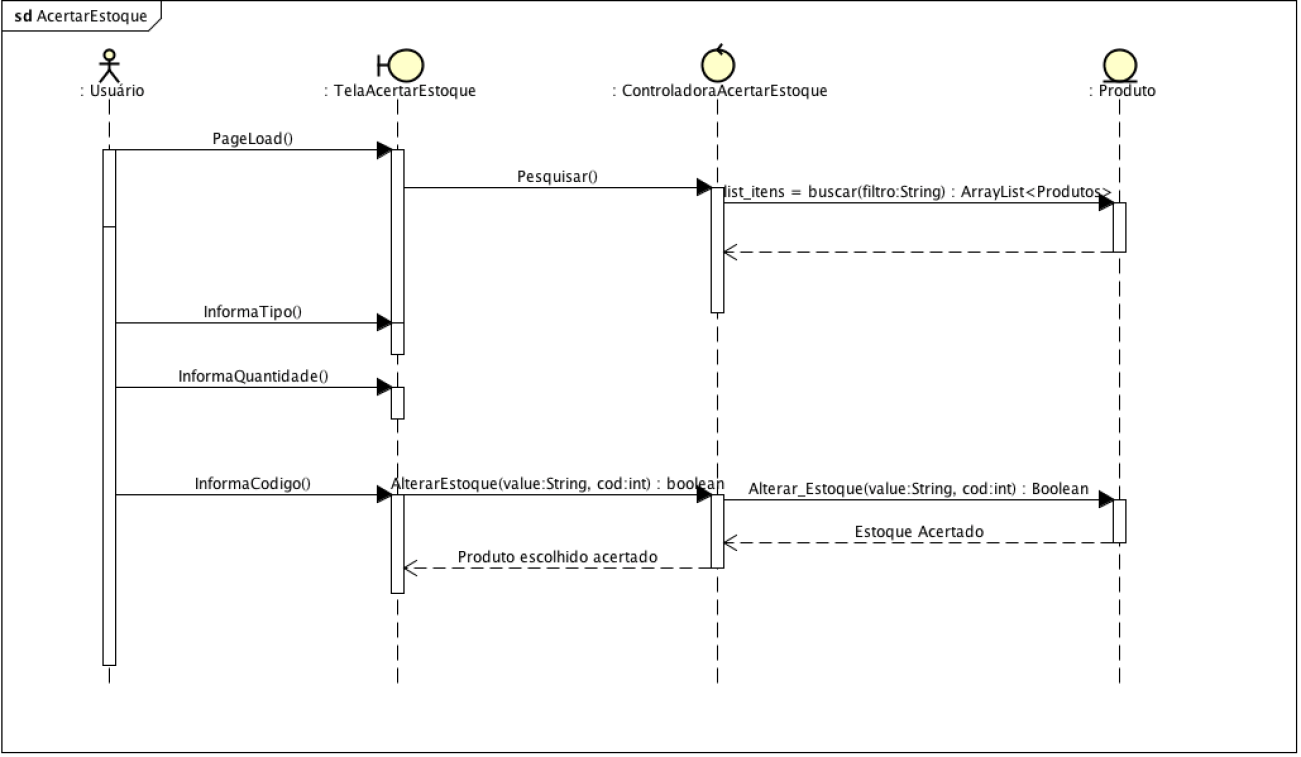 sd AcertarEstoque
: Usuário
: TelaAcertarEstoque
: ControladoraAcertarEstoque
: Produto
PageLoad()
Pesquisar()
list_itens = buscar(filtro:String) : ArrayList<Produtos>
InformaTipo()
InformaQuantidade()
InformaCodigo()
AlterarEstoque(value:String, cod:int) : boolean
Alterar_Estoque(value:String, cod:int) : Boolean
Estoque Acertado
Produto escolhido acertado